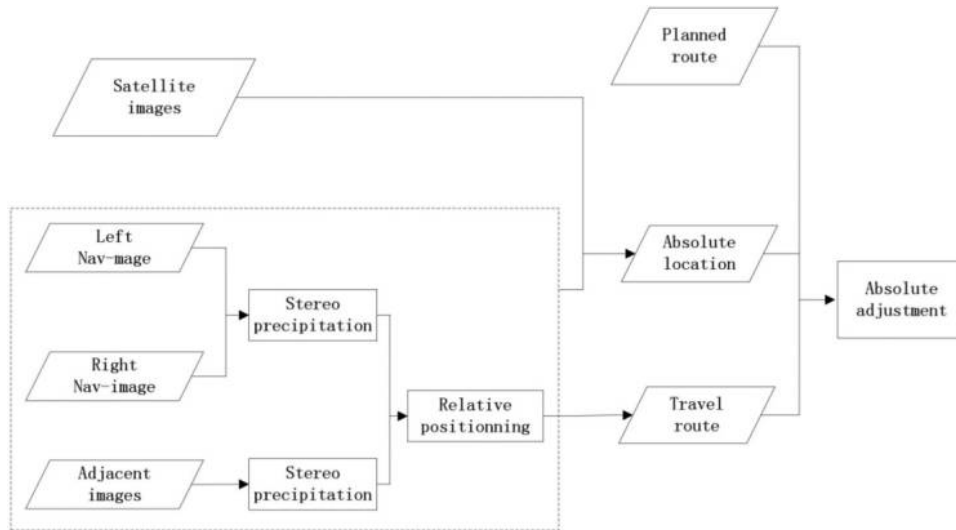 Planned
route
Satellite
images
Left
Nav-mage
Absolute
location
Absolute
adjustment
Stereo
precipitation
Right
Nav-image
Relative
positionning
Travel
route
Adjacent
images
Stereo
precipitation